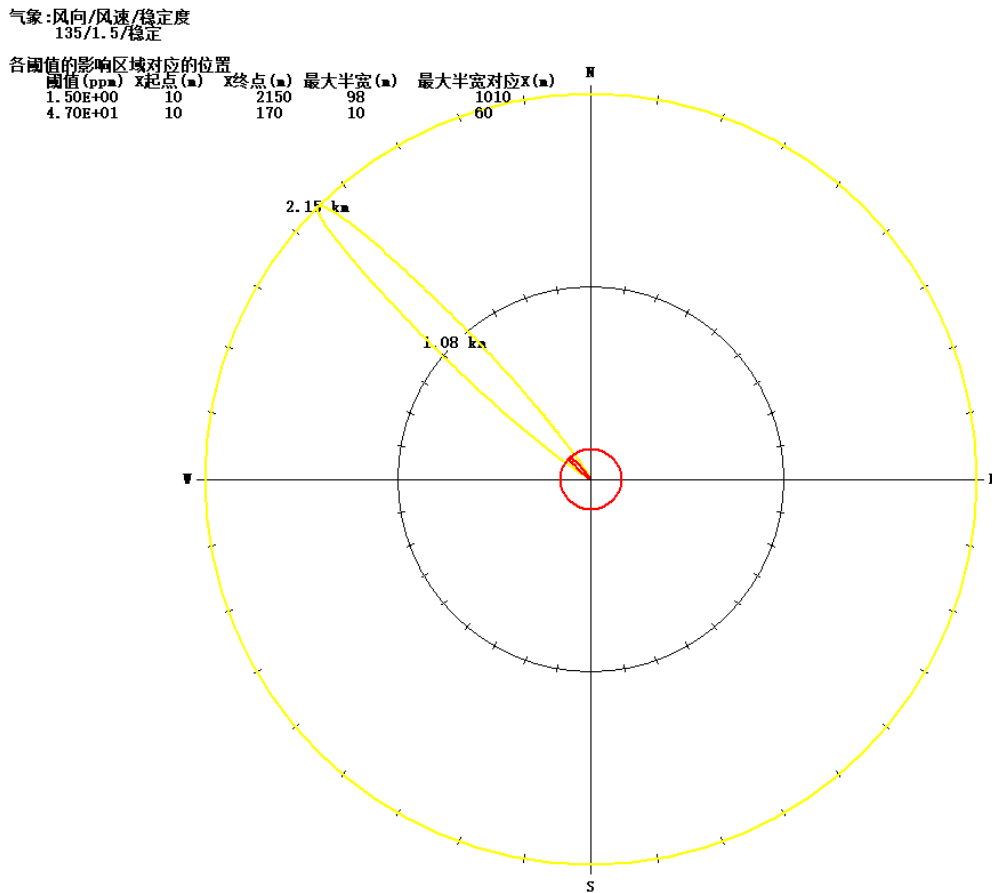 气象:风向/风速/稳定度
135/1.5/稳定
各阈值的影响区域对应的位置
阈值(ppm) X起点(m) X终点(m) 最大半宽(m) 最大半宽对应X(m)
1.50E+00 10 2150 98 1010
4.70E+01 10 170 10 60
N
2.15 km
1.08 km
W
S